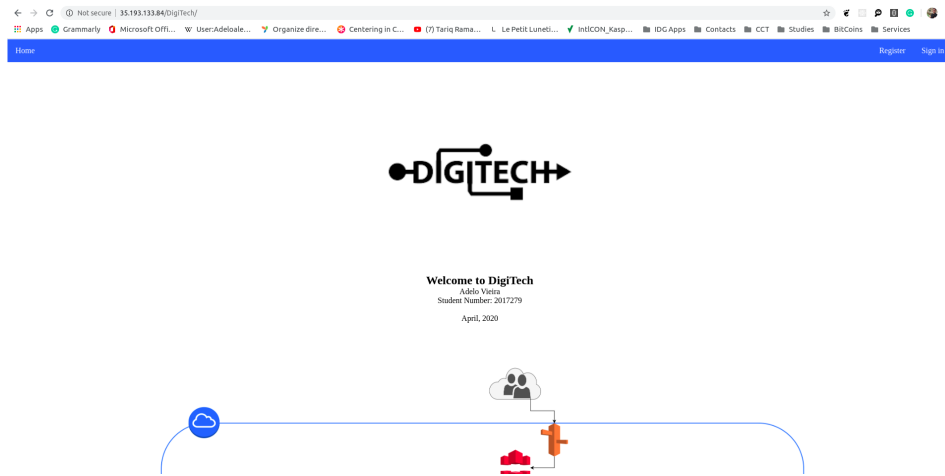 Not secure | 35.193.133.84/DigiTech/
Apps Grammarly Microsoft Offi... User:Adeloale... Organize dire... Centering in C... (7) Tariq Rama... Le Petit Luneti... IntlCON_Kasp... IDG Apps Contacts CCT Studies BitCoins Services
Home Register Sign in
DIGITECH
Welcome to DigiTech
Adelo Vieira
Student Number: 2017279
April, 2020